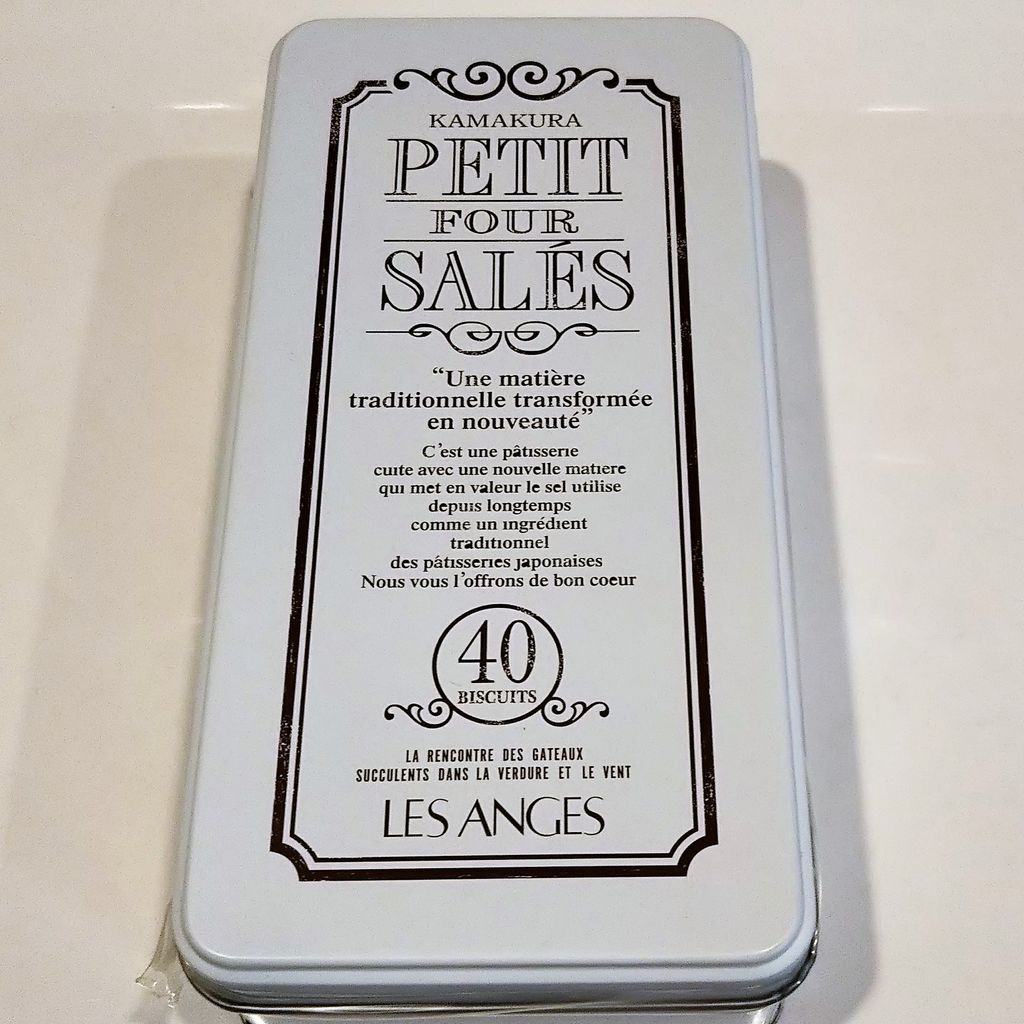 KAMAKURA
PETIT
FOUR
SALÉS
“Une matière
traditionnelle transformée
en nouveauté”
C’est une pâtisserie
cuite avec une nouvelle matiere
qui met en valeur le sel utilise
depuis longtemps
comme un ingrédient
traditionnel
des pâtisseries japonaises
Nous vous l’offrons de bon coeur
40
BISCUITS
LA RENCONTRE DES GATEAUX
SUCCULENTS DANS LA VERDURE ET LE VENT
LES ANGES